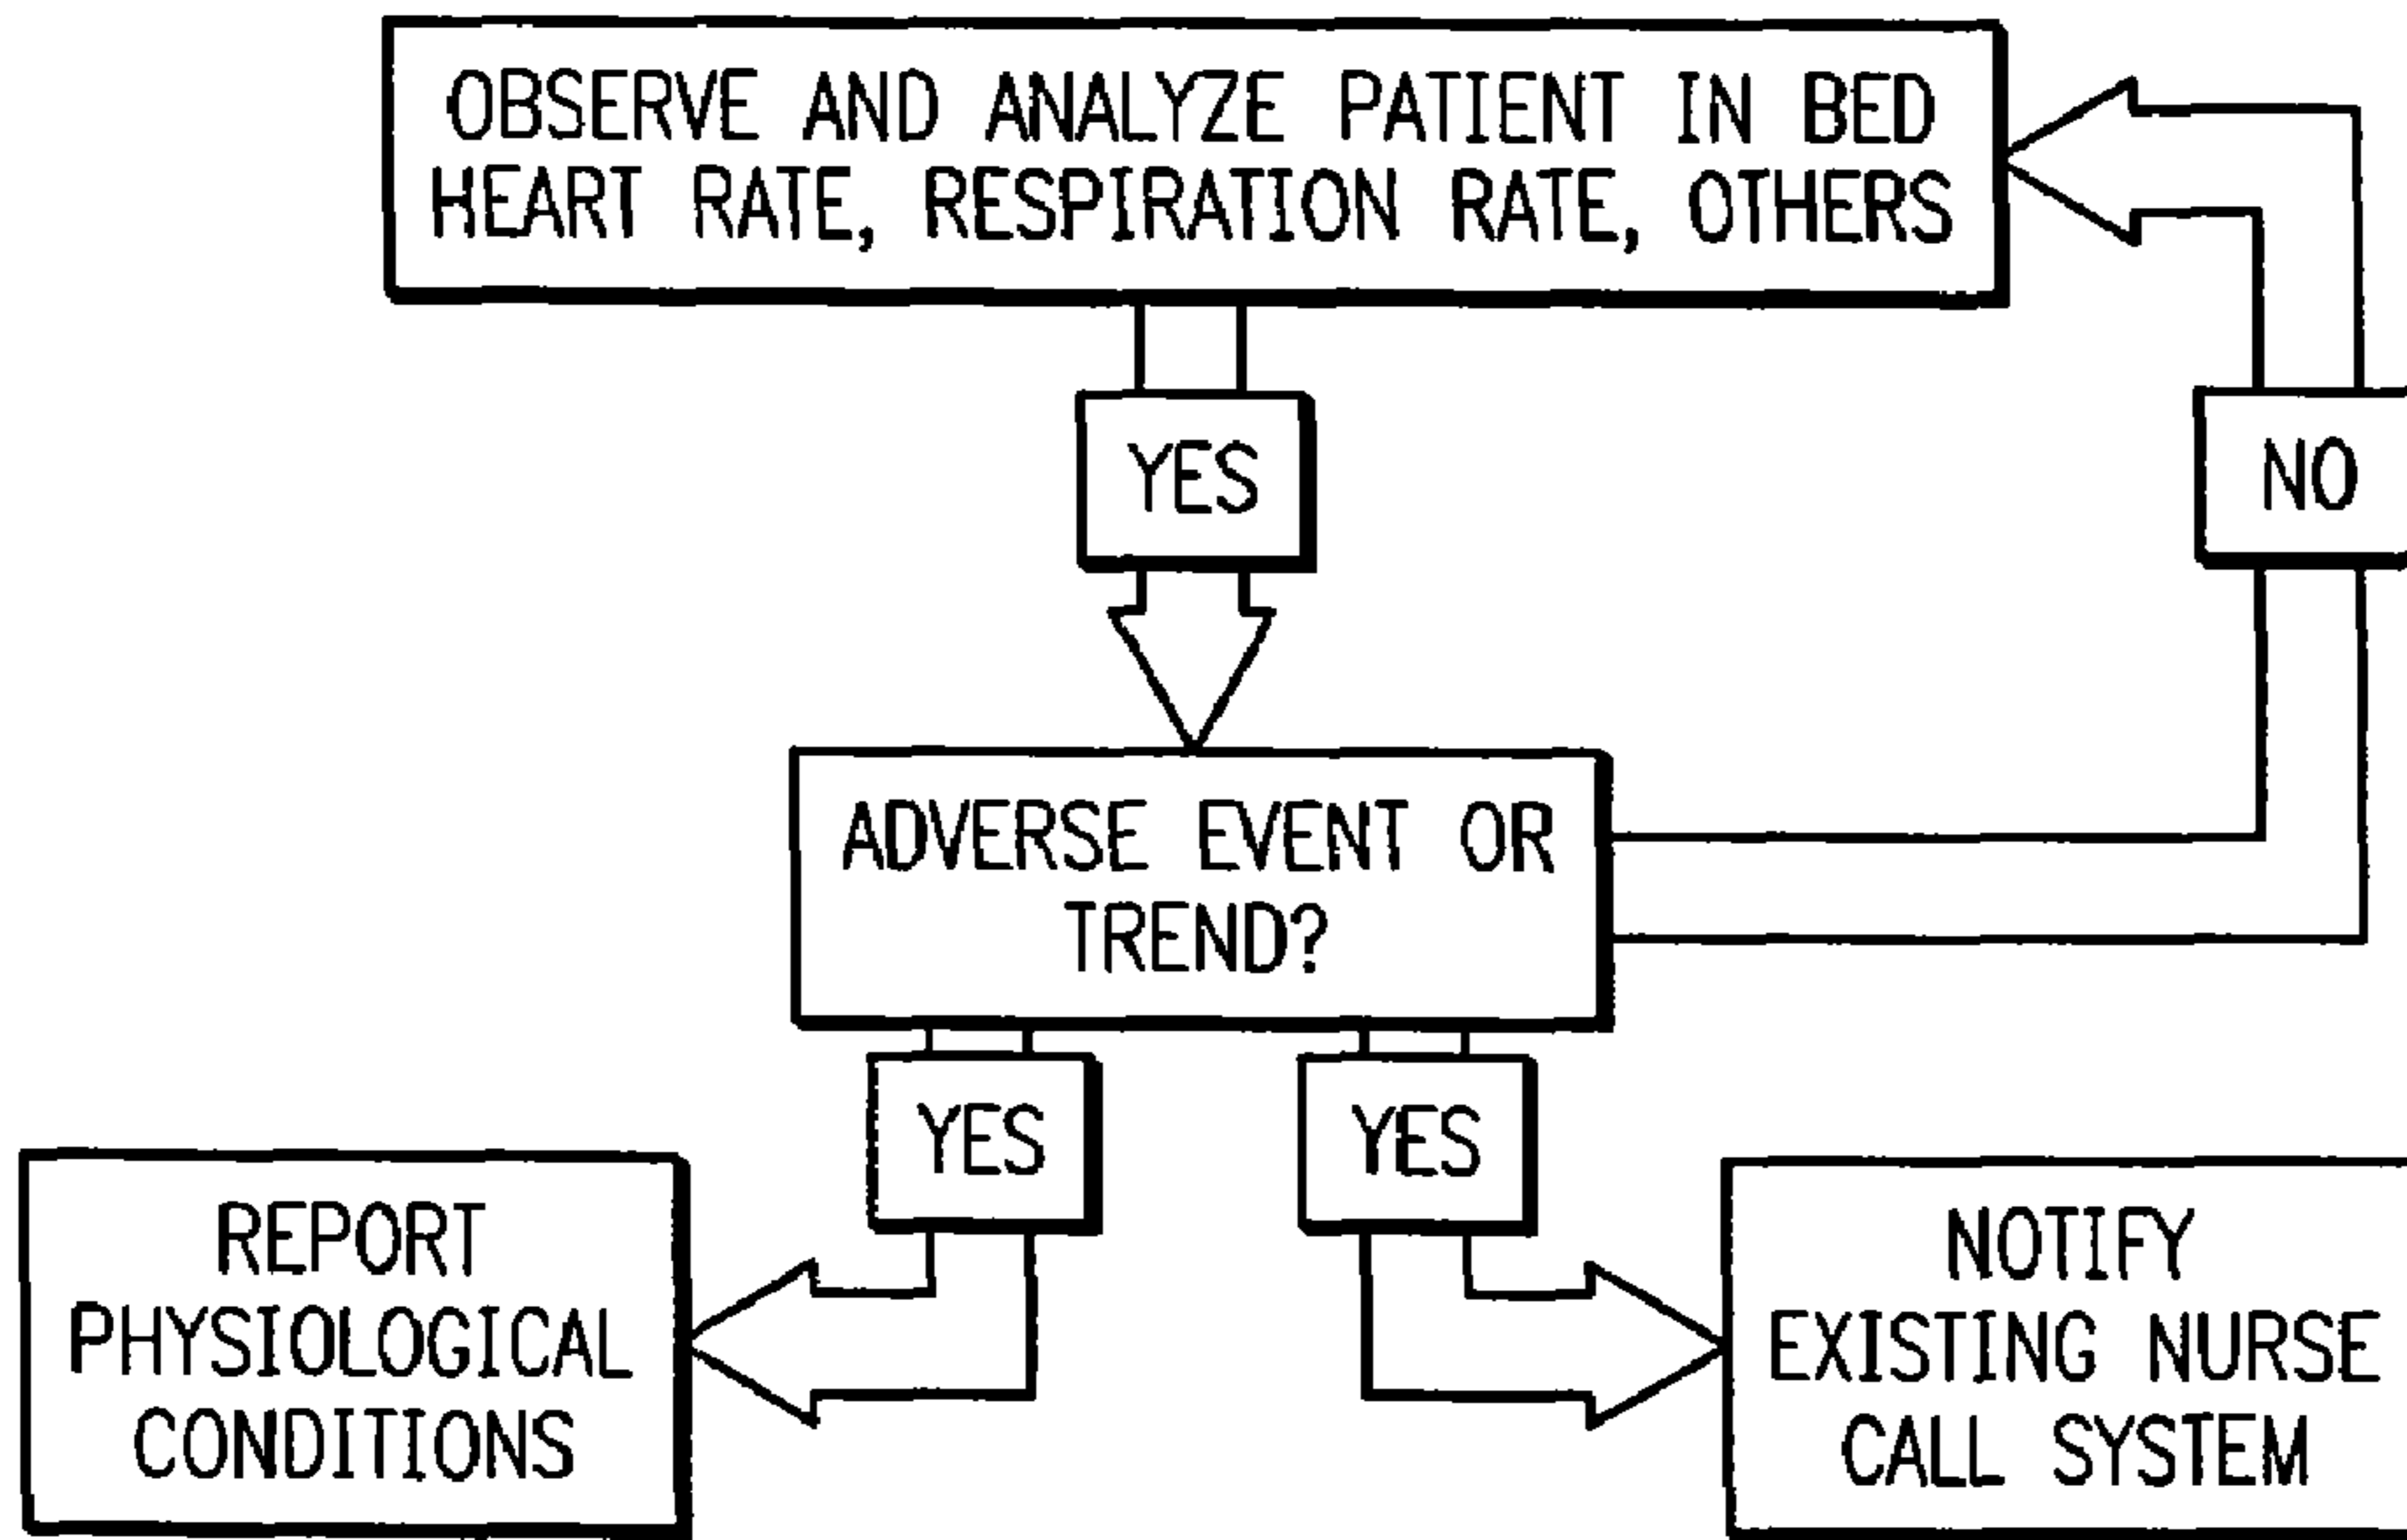 OBSERVE AND ANALYZE PATIENT IN BED
HEART RATE, RESPIRATION RATE, OTHERS
YES
NO
ADVERSE EVENT OR
TREND?
YES
YES
REPORT
PHYSIOLOGICAL
CONDITIONS
NOTIFY
EXISTING NURSE
CALL SYSTEM